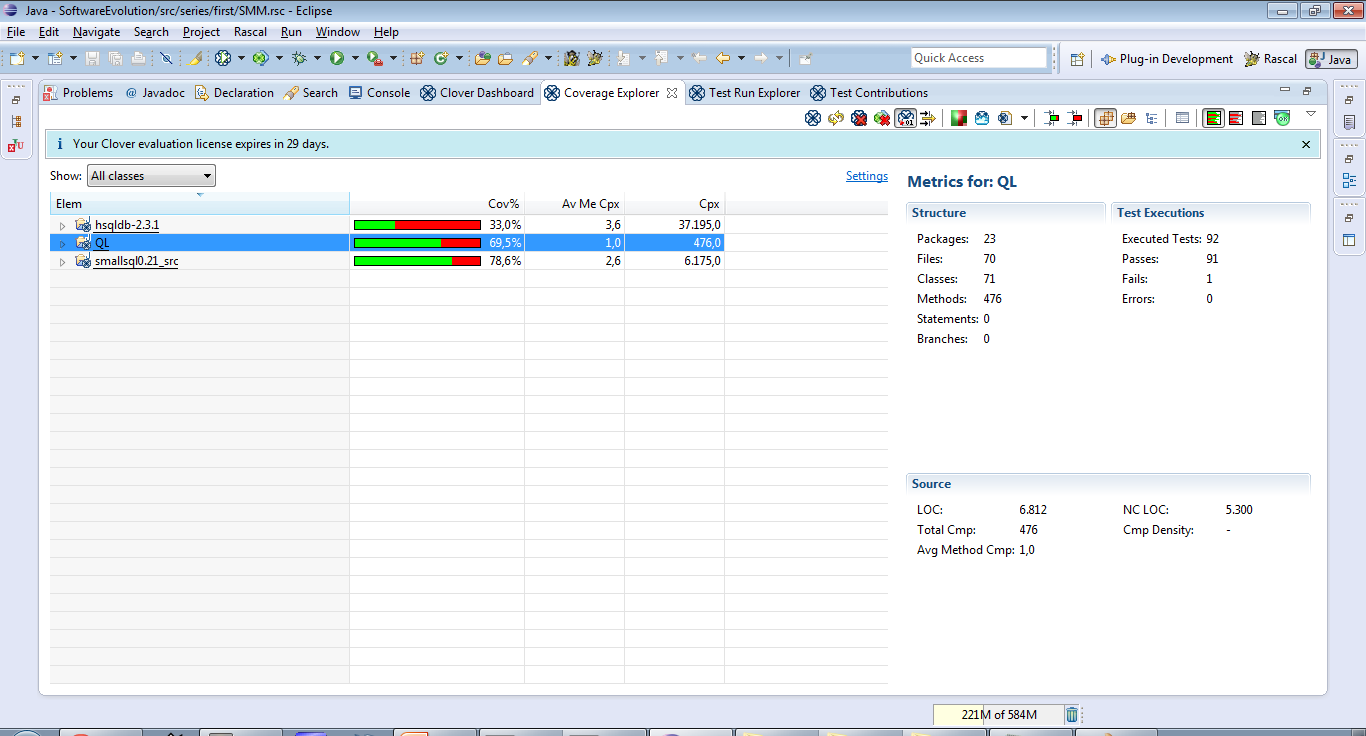 Java - SoftwareEvolution/src/series/first/SMM.rsc - Eclipse
File Edit Navigate Search Project Rascal Run Window Help
Quick Access Plug-in Development Rascal Java
Problems @ Javadoc Declaration Search Console Clover Dashboard Coverage Explorer Test Run Explorer Test Contributions
Your Clover evaluation license expires in 29 days.
Show: All classes Settings
Elem Cov% Av Me Cpx Cpx
hsqldb-2.3.1 33,0% 3,6 37.195,0
QL 69,5% 1,0 476,0
smallsql0.21_src 78,6% 2,6 6.175,0
Metrics for: QL
Structure
Packages: 23
Files: 70
Classes: 71
Methods: 476
Statements: 0
Branches: 0
Test Executions
Executed Tests: 92
Passes: 91
Fails: 1
Errors: 0
Source
LOC: 6.812 NC LOC: 5.300
Total Cmp: 476 Cmp Density: -
Avg Method Cmp: 1,0
221M of 584M